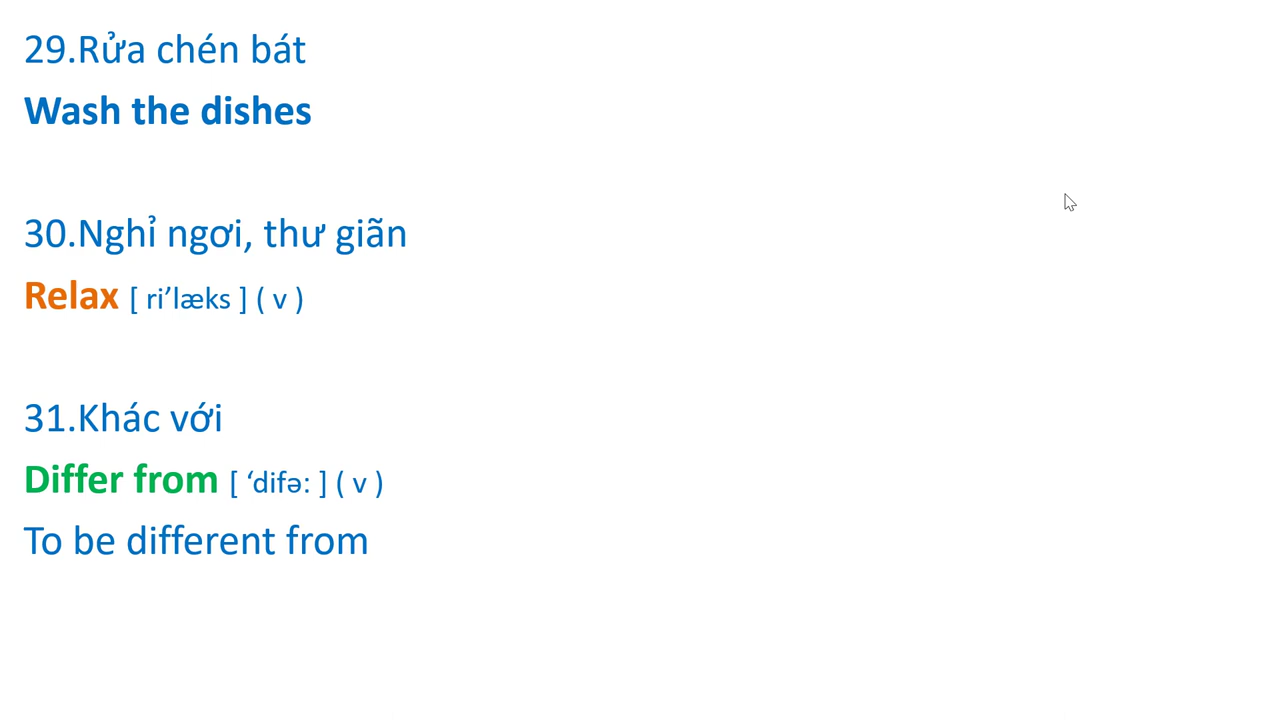 29.Rửa chén bát
Wash the dishes
30.Nghỉ ngơi, thư giãn
Relax [ ri’læks ] ( v )
31.Khác với
Differ from [ ‘difə: ] ( v )
To be different from